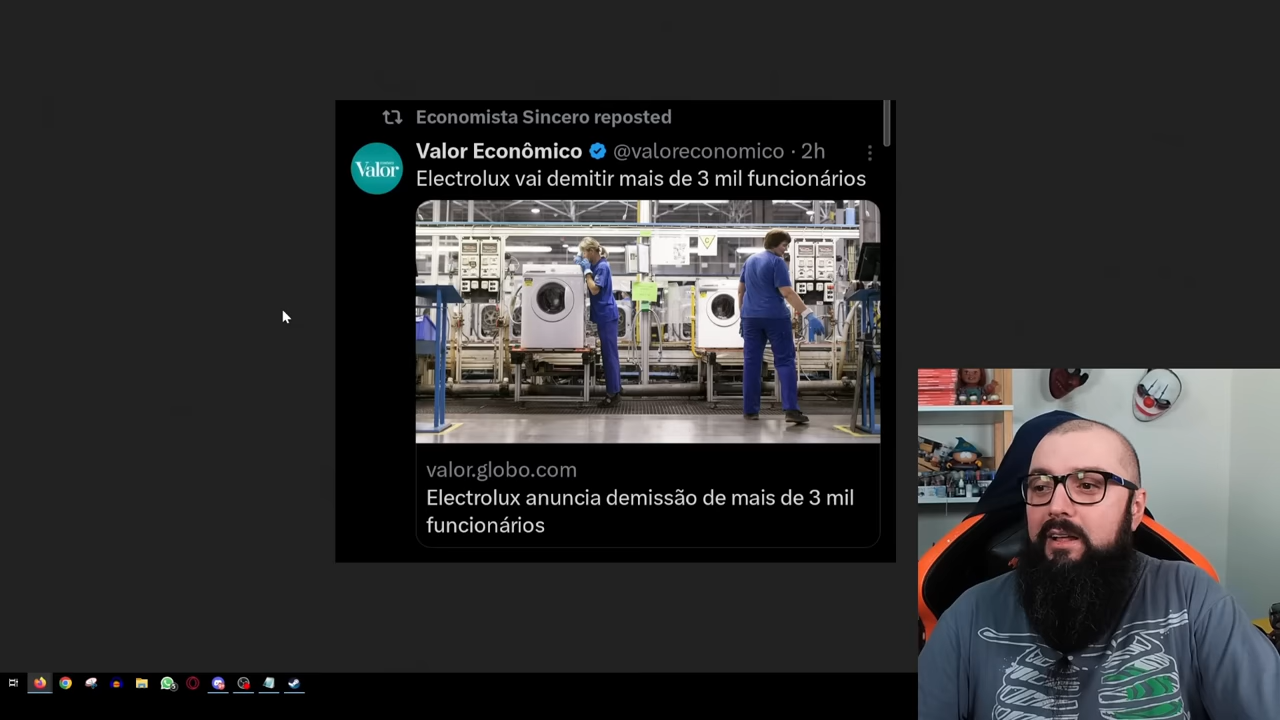 Economista Sincero reposted
Valor Econômico @valoreconomico · 2h
Valor
Electrolux vai demitir mais de 3 mil funcionários
valor.globo.com
Electrolux anuncia demissão de mais de 3 mil
funcionários